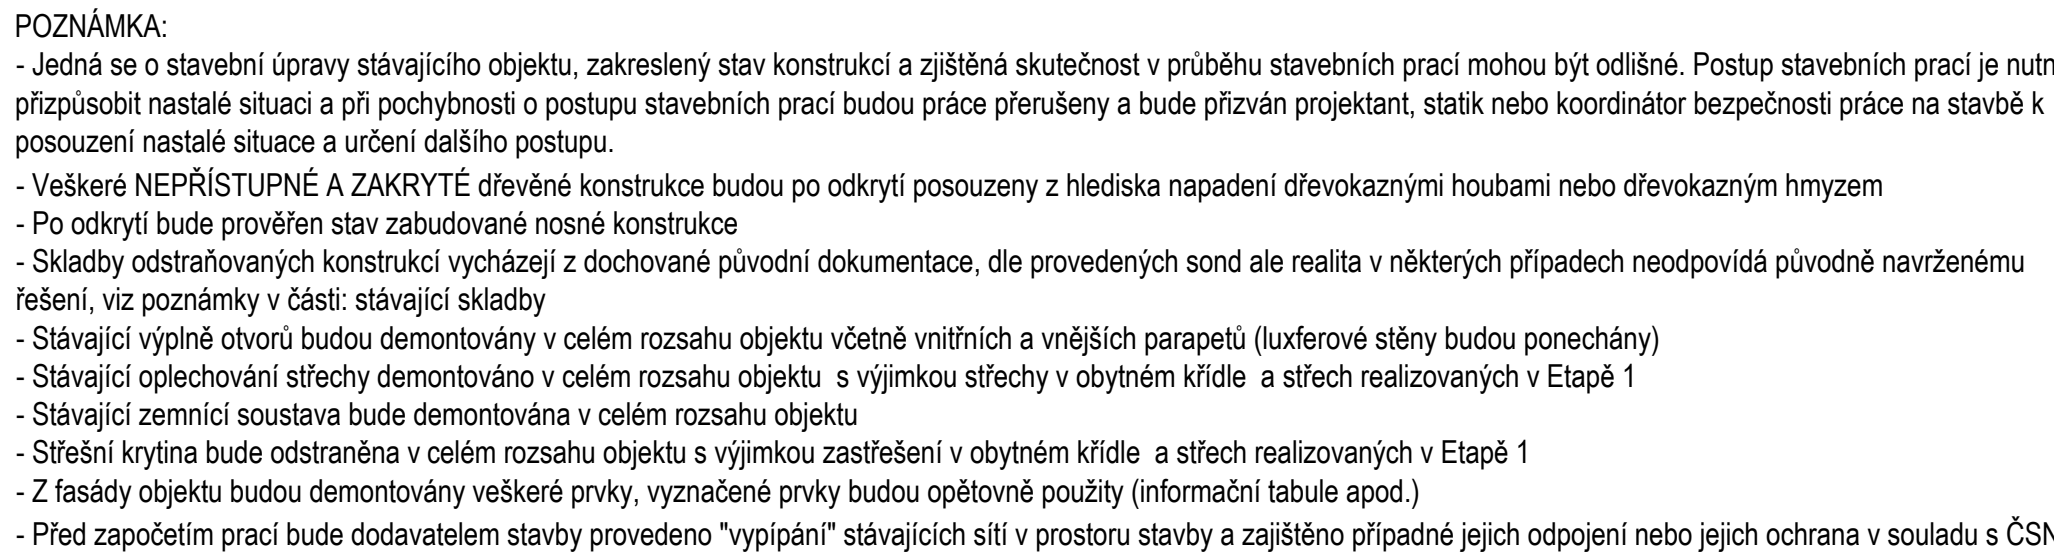 POZNÁMKA:
- Jedná se o stavební úpravy stávajícího objektu, zakreslený stav konstrukcí a zjištěná skutečnost v průběhu stavebních prací mohou být odlišné. Postup stavebních prací je nutn
přizpůsobit nastalé situaci a při pochybnosti o postupu stavebních prací budou práce přerušeny a bude přizván projektant, statik nebo koordinátor bezpečnosti práce na stavbě k
posouzení nastalé situace a určení dalšího postupu.
- Veškeré NEPŘÍSTUPNÉ A ZAKRYTÉ dřevěné konstrukce budou po odkrytí posouzeny z hlediska napadení dřevokaznými houbami nebo dřevokazným hmyzem
- Po odkrytí bude prověřen stav zabudované nosné konstrukce
- Skladby odstraňovaných konstrukcí vycházejí z dochované původní dokumentace, dle provedených sond ale realita v některých případech neodpovídá původně navrženému
řešení, viz poznámky v části: stávající skladby
- Stávající výplně otvorů budou demontovány v celém rozsahu objektu včetně vnitřních a vnějších parapetů (luxferové stěny budou ponechány)
- Stávající oplechování střechy demontováno v celém rozsahu objektu  s výjimkou střechy v obytném křídle  a střech realizovaných v Etapě 1
- Stávající zemnící soustava bude demontována v celém rozsahu objektu
- Střešní krytina bude odstraněna v celém rozsahu objektu s výjimkou zastřešení v obytném křídle  a střech realizovaných v Etapě 1
- Z fasády objektu budou demontovány veškeré prvky, vyznačené prvky budou opětovně použity (informační tabule apod.)
- Před započetím prací bude dodavatelem stavby provedeno "vypípání" stávajících sítí v prostoru stavby a zajištěno případné jejich odpojení nebo jejich ochrana v souladu s ČSN